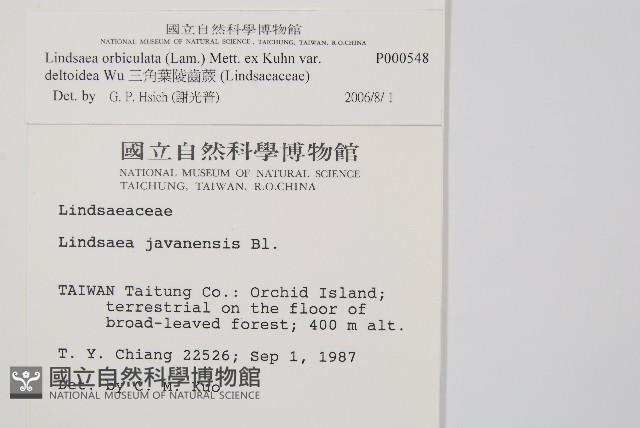 國立自然科學博物館
NATIONAL MUSEUM OF NATURAL SCIENCE, TAICHUNG, TAIWAN, R.O.CHINA
Lindsaea orbiculata (Lam.) Mett. ex Kuhn var. P000548
deltoidea Wu 三角葉陵齒蕨 (Lindsaeaceae)
Det. by G. P. Hsich (謝光普) 2006/8/1
國立自然科學博物館
NATIONAL MUSEUM OF NATURAL SCIENCE
TAICHUNG, TAIWAN, R.O.CHINA
Lindsaeaceae
Lindsaea javanensis Bl.
TAIWAN Taitung Co.: Orchid Island;
terrestrial on the floor of
broad-leaved forest; 400 m alt.
T. Y. Chiang 22526; Sep 1, 1987
Det. by C. M. Kuo
國立自然科學博物館
NATIONAL MUSEUM OF NATURAL SCIENCE